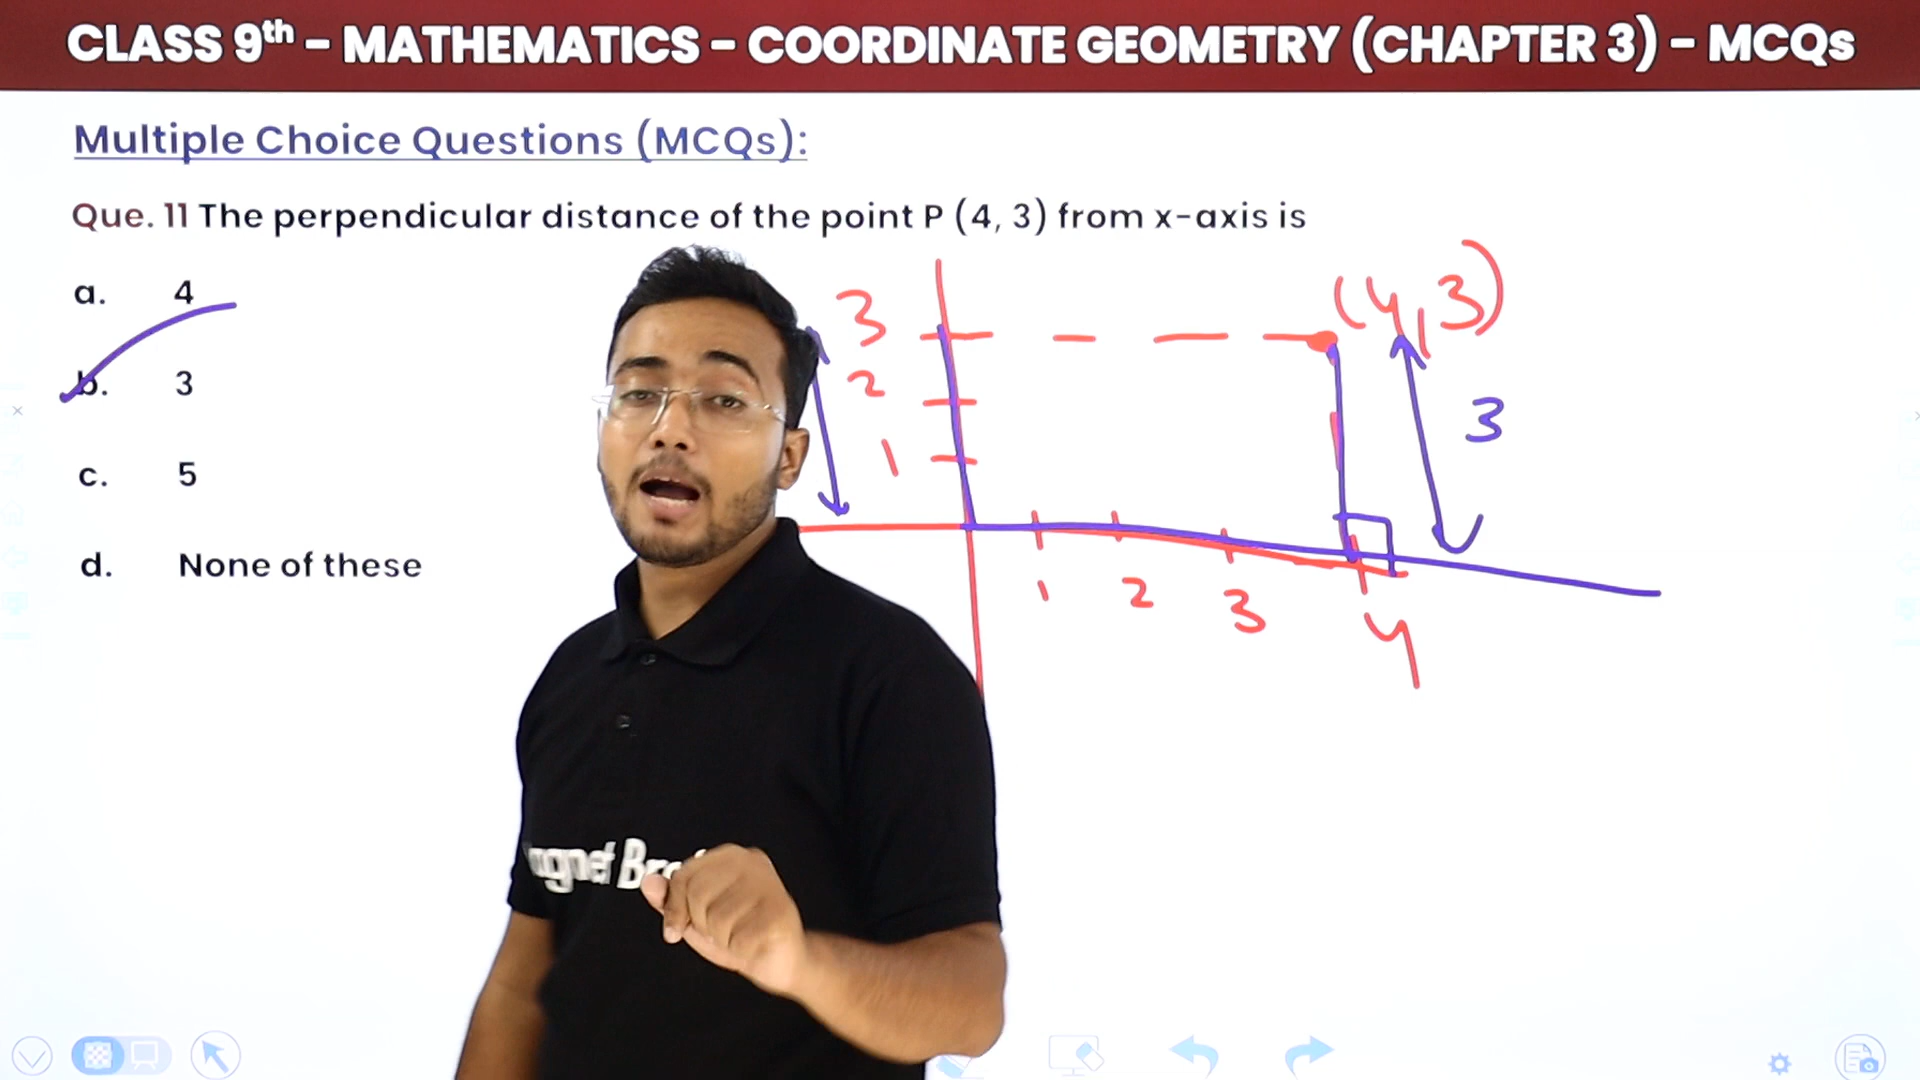 CLASS 9th - MATHEMATICS - COORDINATE GEOMETRY (CHAPTER 3) - MCQs
Multiple Choice Questions (MCQs):
Que. 11 The perpendicular distance of the point P (4, 3) from x-axis is
a. 4
b. 3
c. 5
d. None of these
3
2
1
(4,3)
3
1 2 3 4